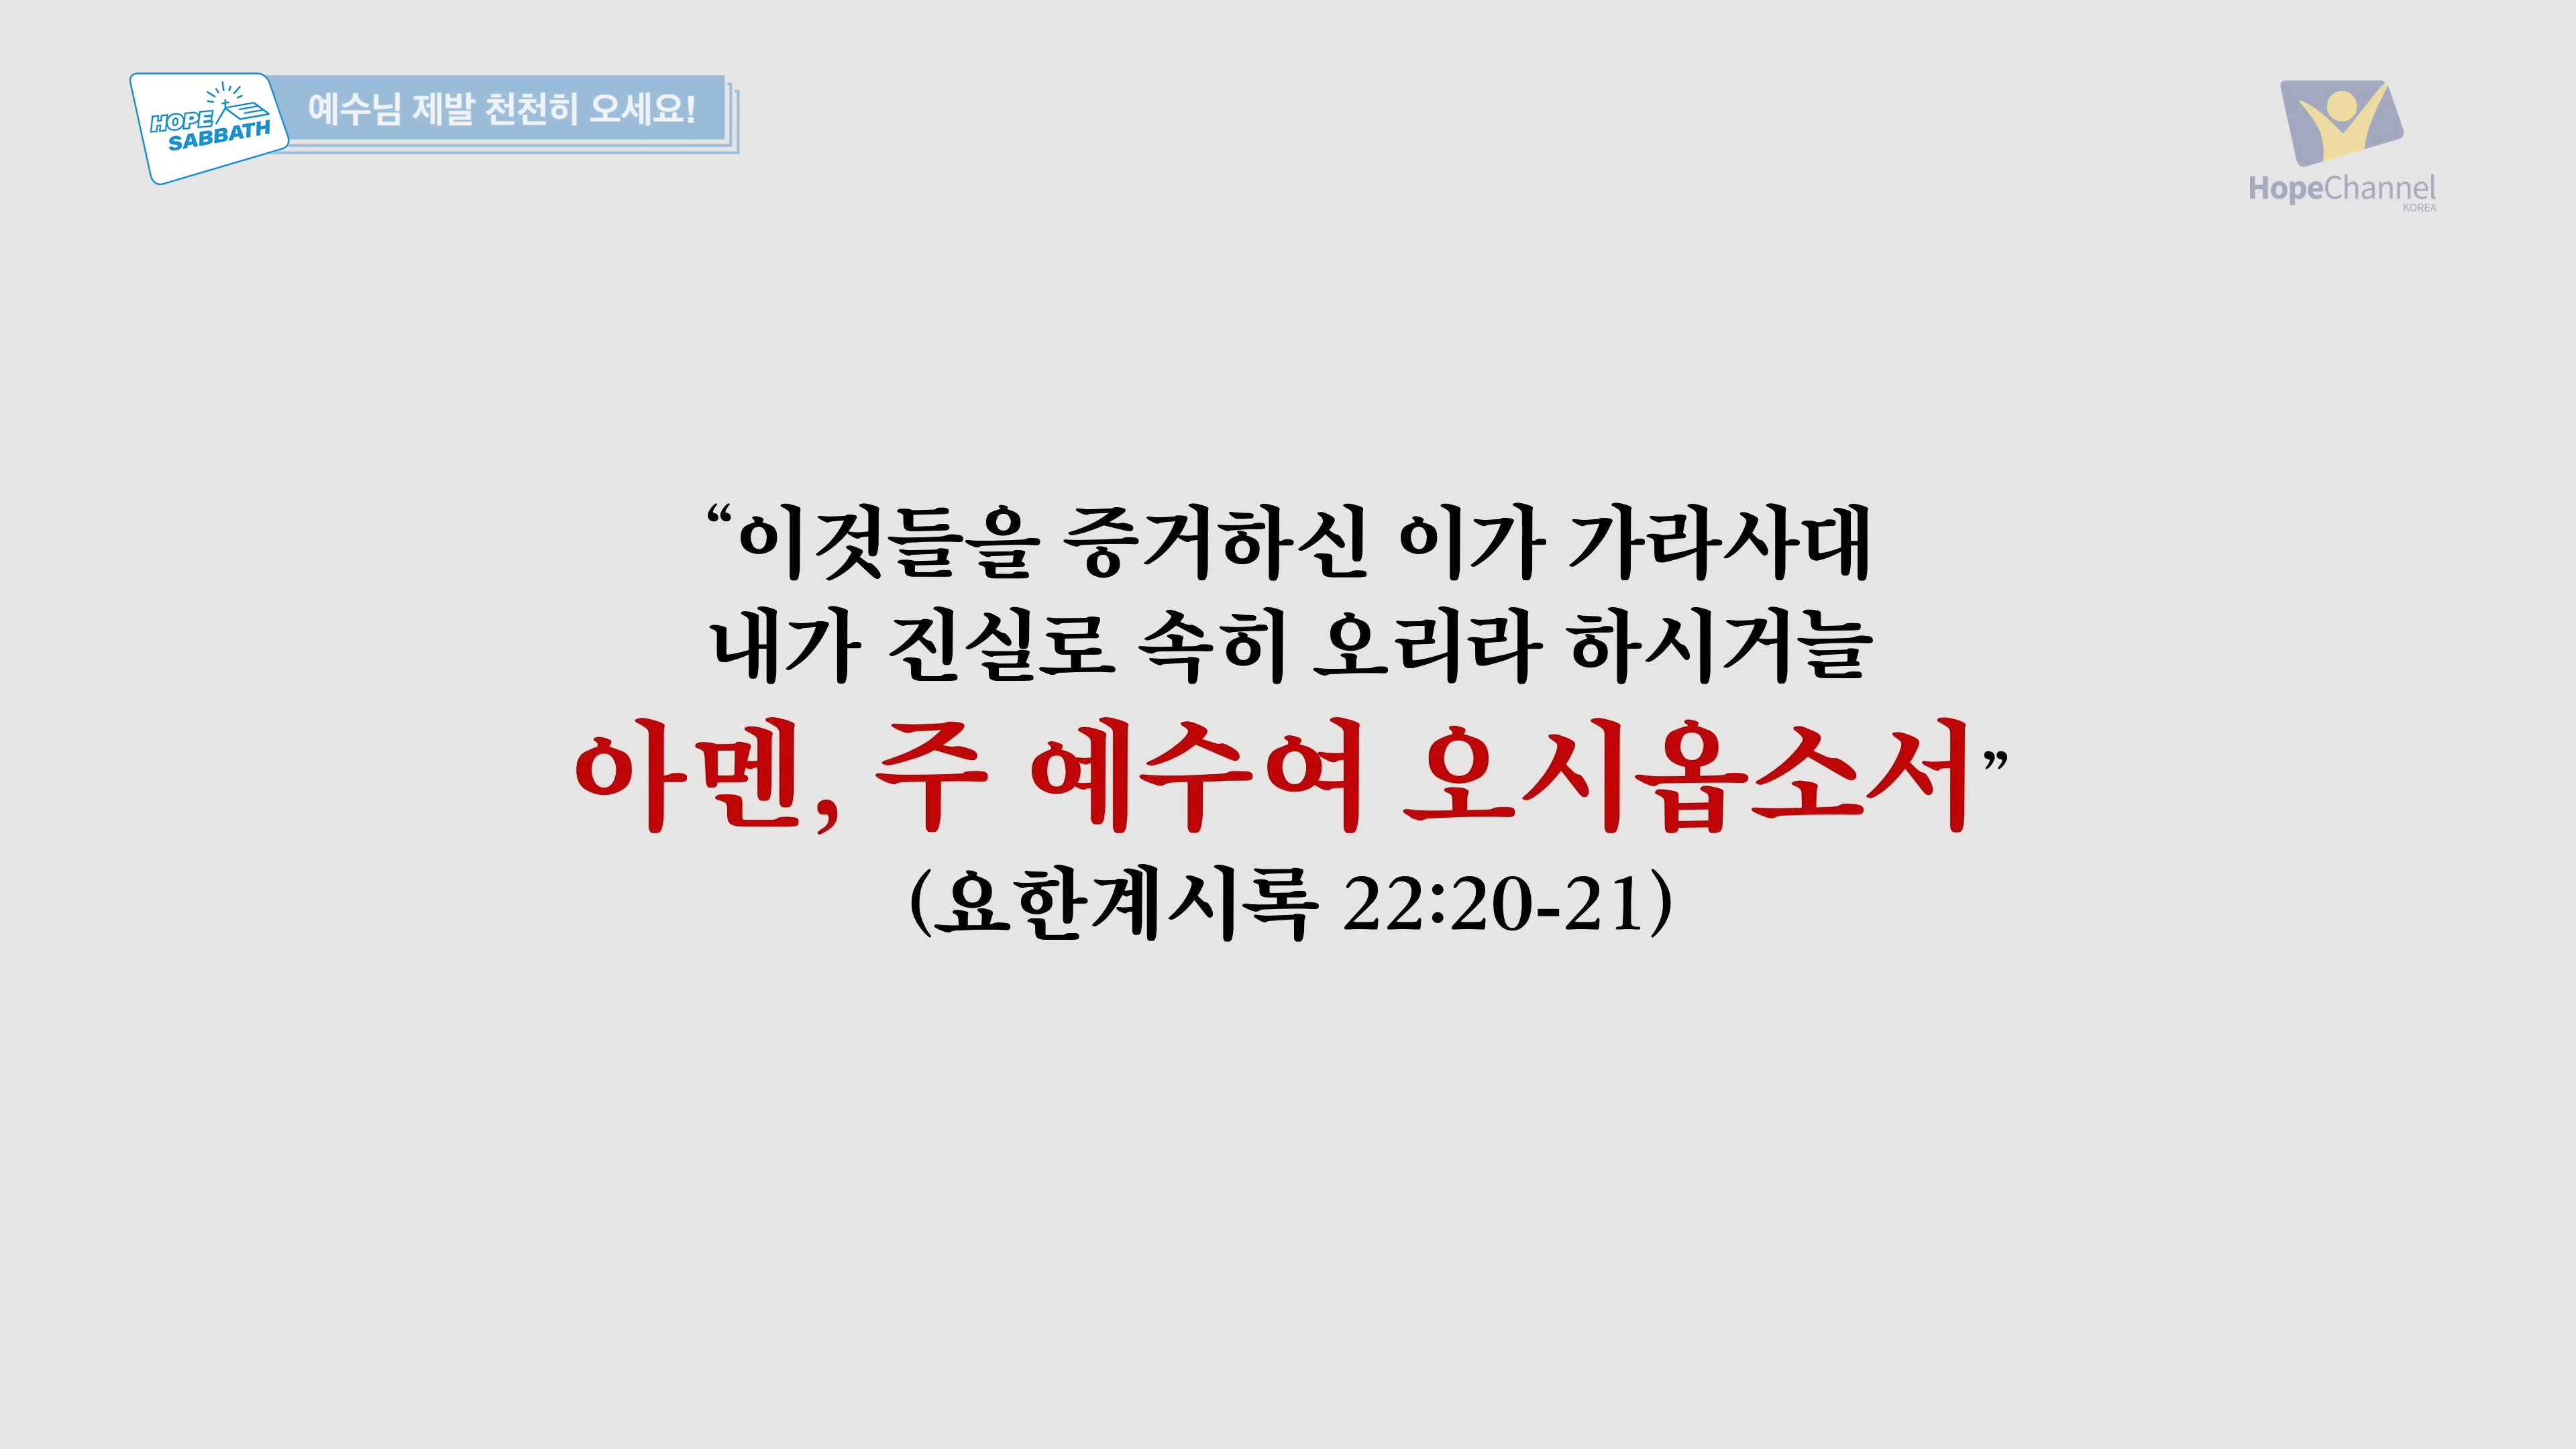 HOPE
SABBATH
예수님 제발 천천히 오세요!
HopeChannel
KOREA
“이것들을 증거하신 이가 가라사대
내가 진실로 속히 오리라 하시거늘
아멘, 주 예수여 오시옵소서”
(요한계시록 22:20-21)